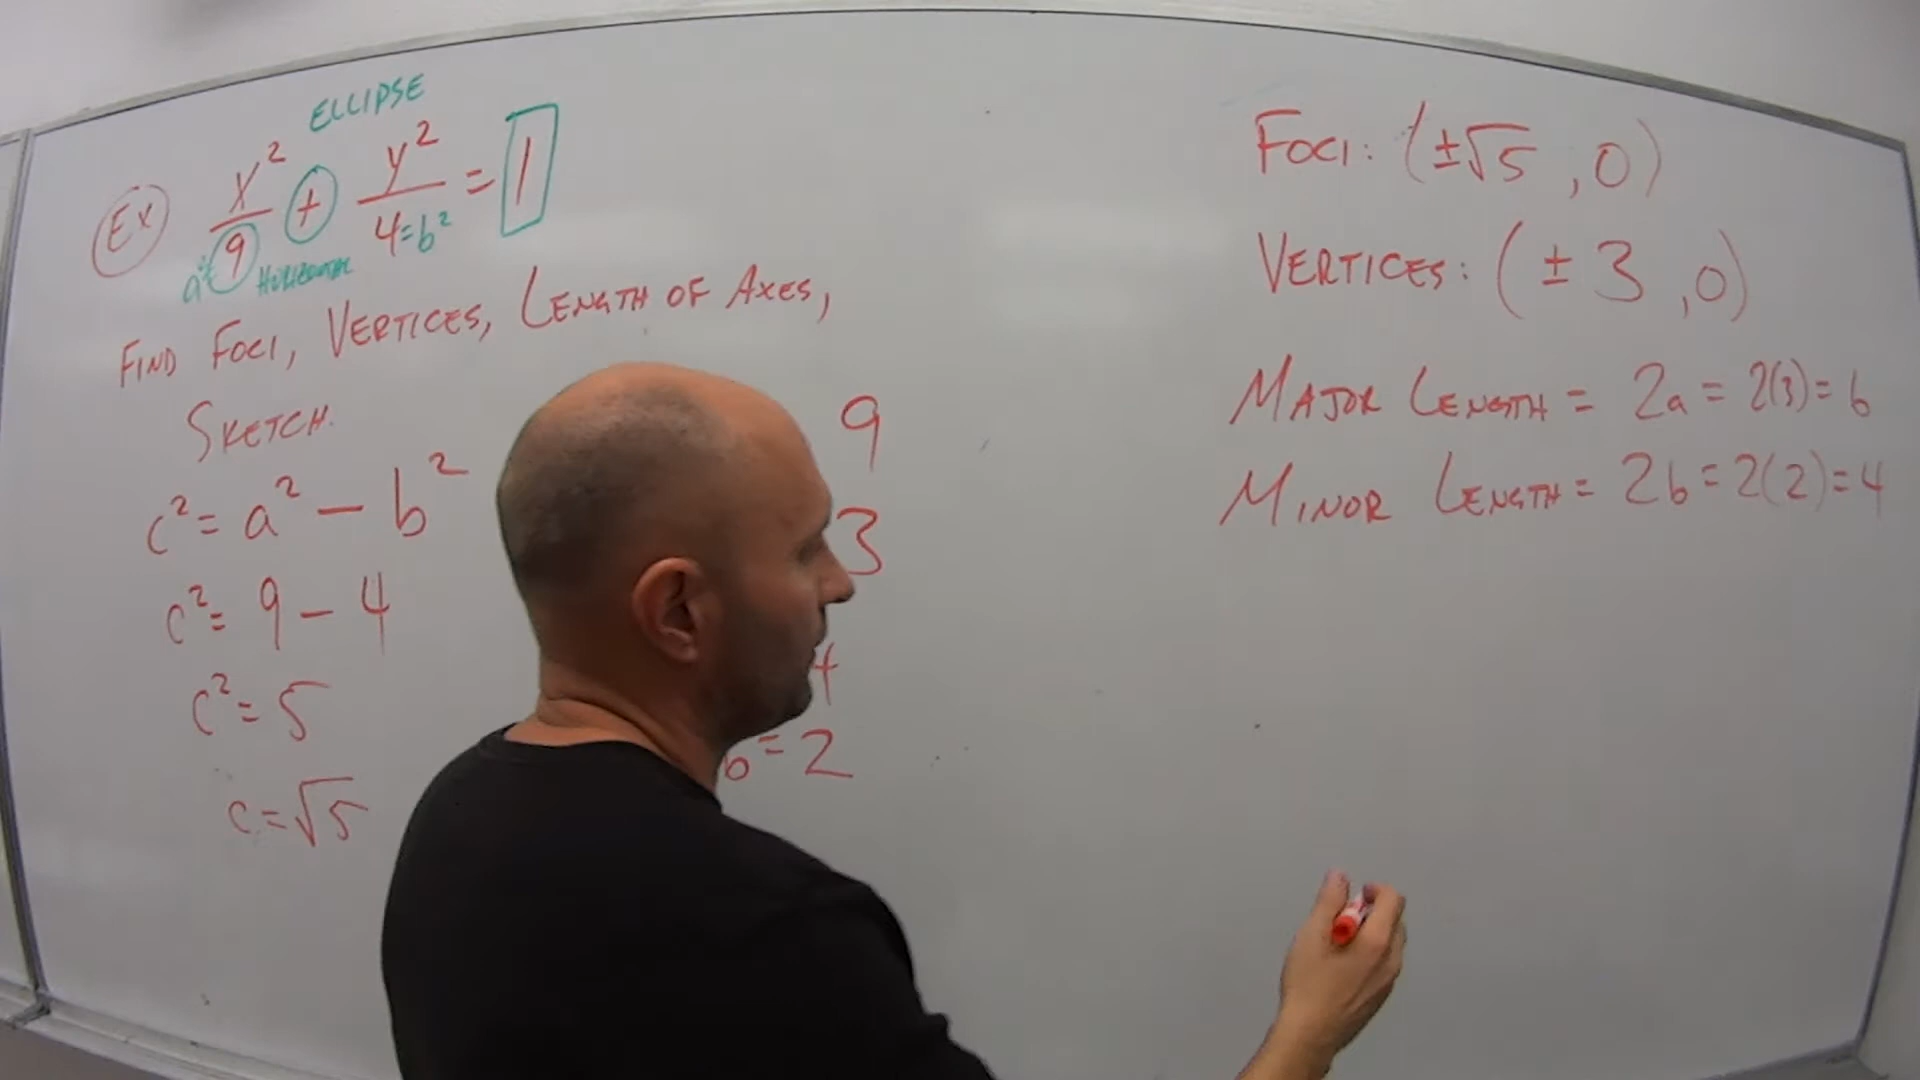 ELLIPSE
Ex x²/9 + y²/4=b² = 1
a²= HORIZONTAL
FIND FOCI, VERTICES, LENGTH OF AXES,
SKETCH.
c² = a² − b²
c² = 9 − 4
c² = 5
c = √5
9
3
4
b = 2
FOCI: (±√5, 0)
VERTICES: (±3, 0)
MAJOR LENGTH = 2a = 2(3) = 6
MINOR LENGTH = 2b = 2(2) = 4